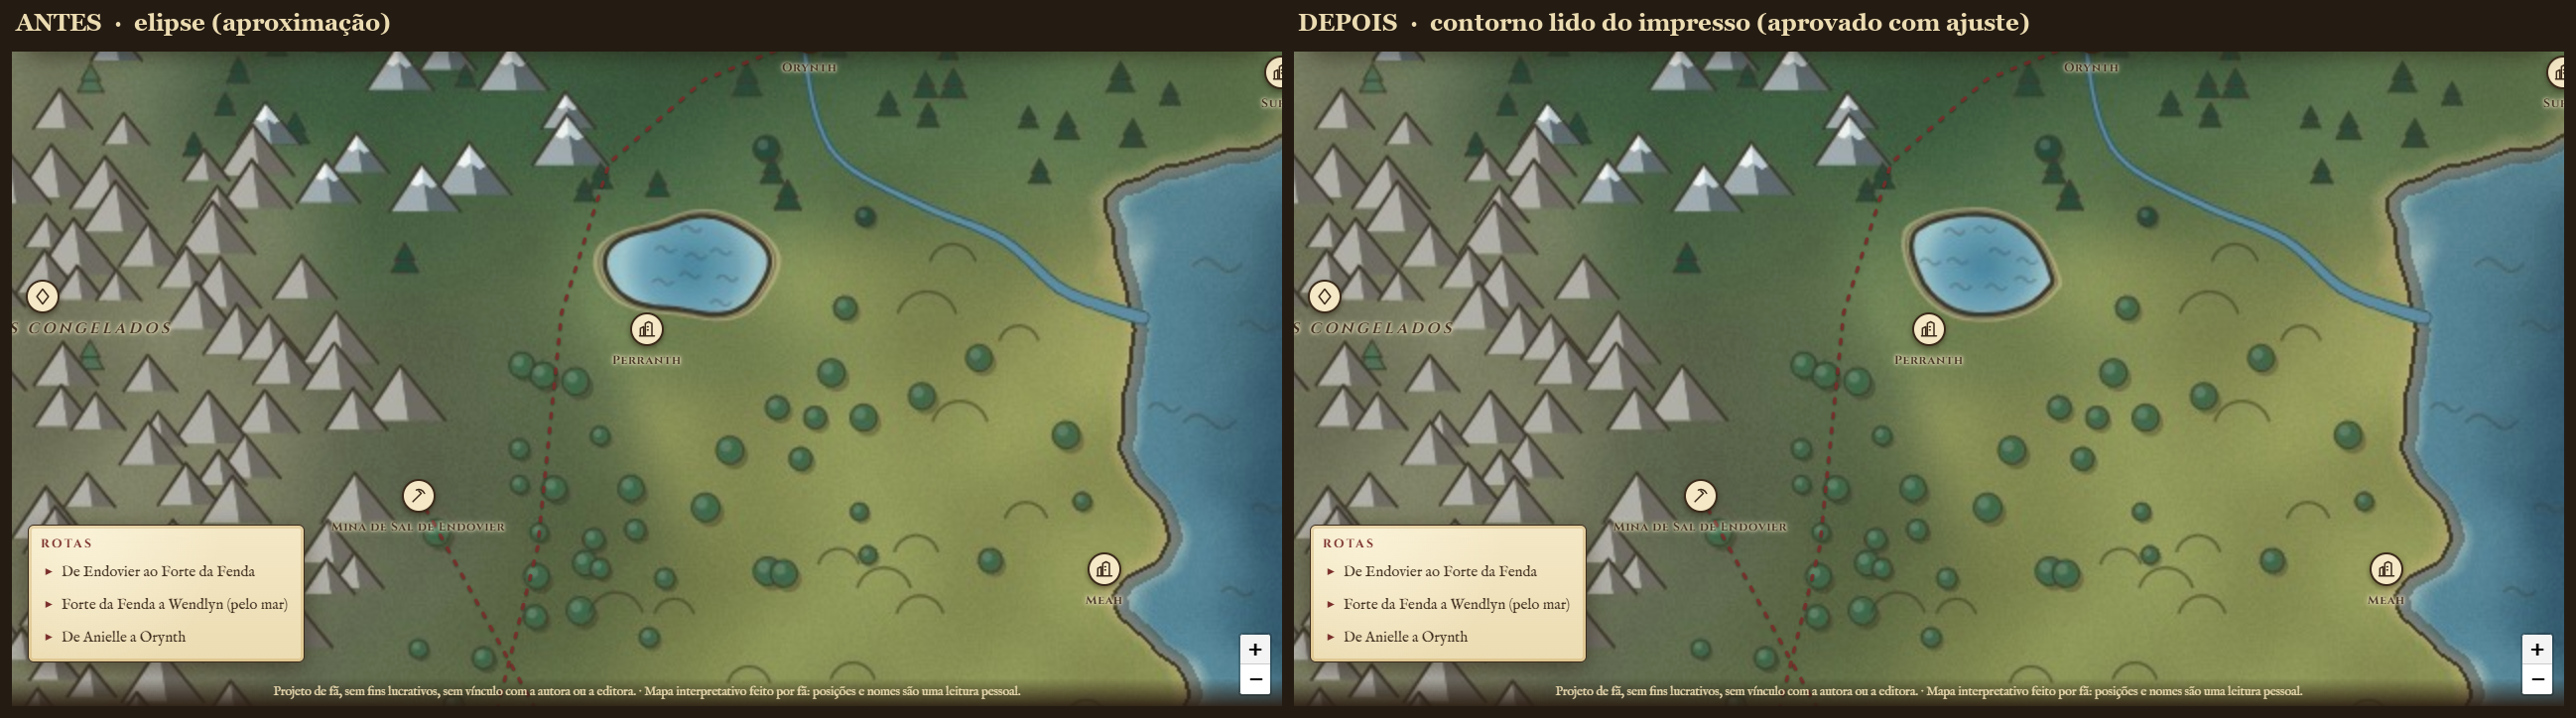 ANTES · elipse (aproximação)
ORYNTH
S CONGELADOS
PERRANTH
MINA DE SAL DE ENDOVIER
ROTAS
► De Endovier ao Forte da Fenda
► Forte da Fenda a Wendlyn (pelo mar)
► De Anielle a Orynth
MEAH
+
−
Projeto de fã, sem fins lucrativos, sem vínculo com a autora ou a editora. · Mapa interpretativo feito por fã: posições e nomes são uma leitura pessoal.
DEPOIS · contorno lido do impresso (aprovado com ajuste)
ORYNTH
S CONGELADOS
PERRANTH
MINA DE SAL DE ENDOVIER
ROTAS
► De Endovier ao Forte da Fenda
► Forte da Fenda a Wendlyn (pelo mar)
► De Anielle a Orynth
MEAH
+
−
Projeto de fã, sem fins lucrativos, sem vínculo com a autora ou a editora. · Mapa interpretativo feito por fã: posições e nomes são uma leitura pessoal.